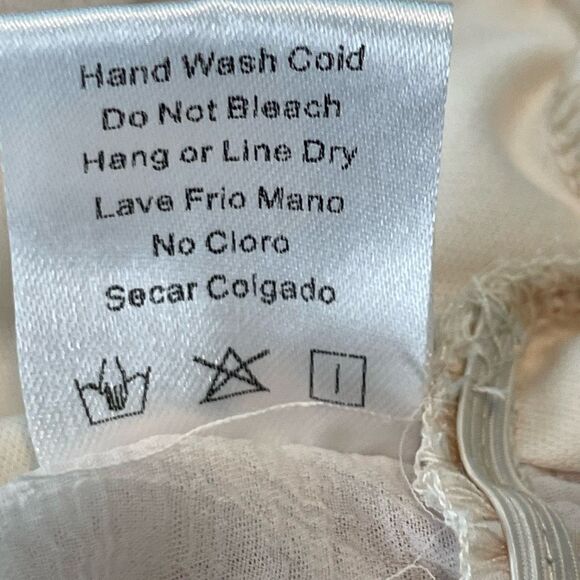 Hand Wash Cold
Do Not Bleach
Hang or Line Dry
Lave Frio Mano
No Cloro
Secar Colgado